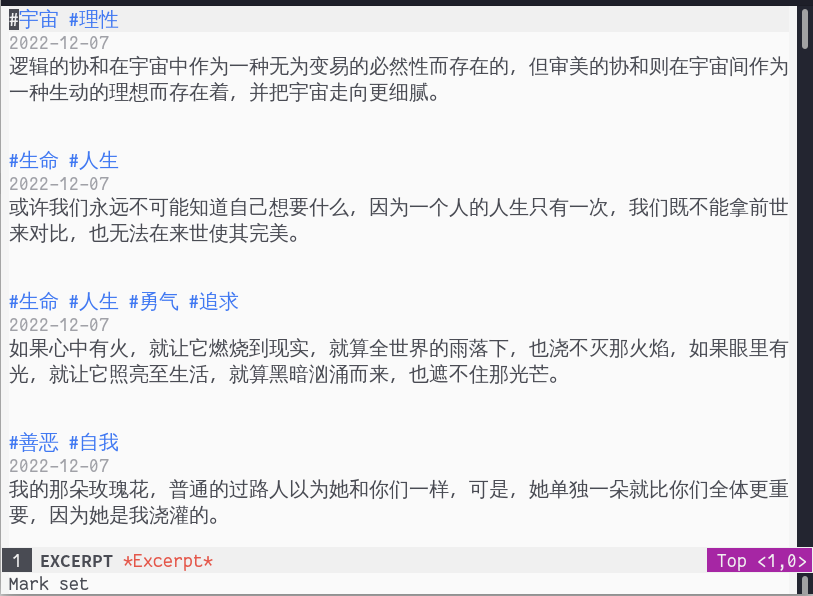 #宇宙 #理性
2022-12-07
逻辑的协和在宇宙中作为一种无为变易的必然性而存在的，但审美的协和则在宇宙间作为
一种生动的理想而存在着，并把宇宙走向更细腻。
#生命 #人生
2022-12-07
或许我们永远不可能知道自己想要什么，因为一个人的人生只有一次，我们既不能拿前世
来对比，也无法在来世使其完美。
#生命 #人生 #勇气 #追求
2022-12-07
如果心中有火，就让它燃烧到现实，就算全世界的雨落下，也浇不灭那火焰，如果眼里有
光，就让它照亮至生活，就算黑暗汹涌而来，也遮不住那光芒。
#善恶 #自我
2022-12-07
我的那朵玫瑰花，普通的过路人以为她和你们一样，可是，她单独一朵就比你们全体更重
要，因为她是我浇灌的。
1 EXCERPT *Excerpt* Top <1,0>
Mark set